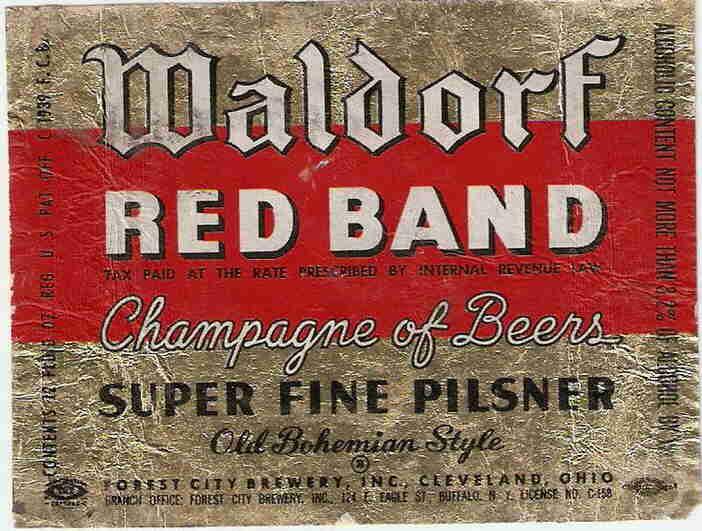 Waldorf
RED BAND
TAX PAID AT THE RATE PRESCRIBED BY INTERNAL REVENUE LAW
Champagne of Beers
SUPER FINE PILSNER
Old Bohemian Style
®
FOREST CITY BREWERY, INC., CLEVELAND, OHIO
BRANCH OFFICE: FOREST CITY BREWERY, INC., 124 E. EAGLE ST., BUFFALO, N. Y. LICENSE NO. C-158
CONTENTS 12 FLUID OZ. REG. U S PAT OFF C 1939 F. C. B.
ALCOHOLIC CONTENT NOT MORE THAN 3.2% OF ALCOHOL BY